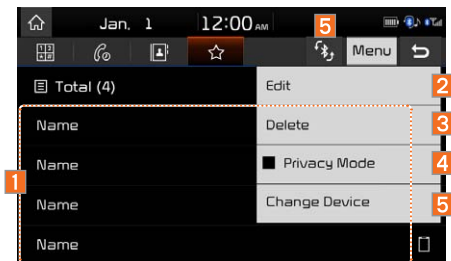 Jan. 1 12:00 AM 5
Menu
Total (4) Edit 2
Name Delete 3
Name Privacy Mode 4
1
Name Change Device 5
Name